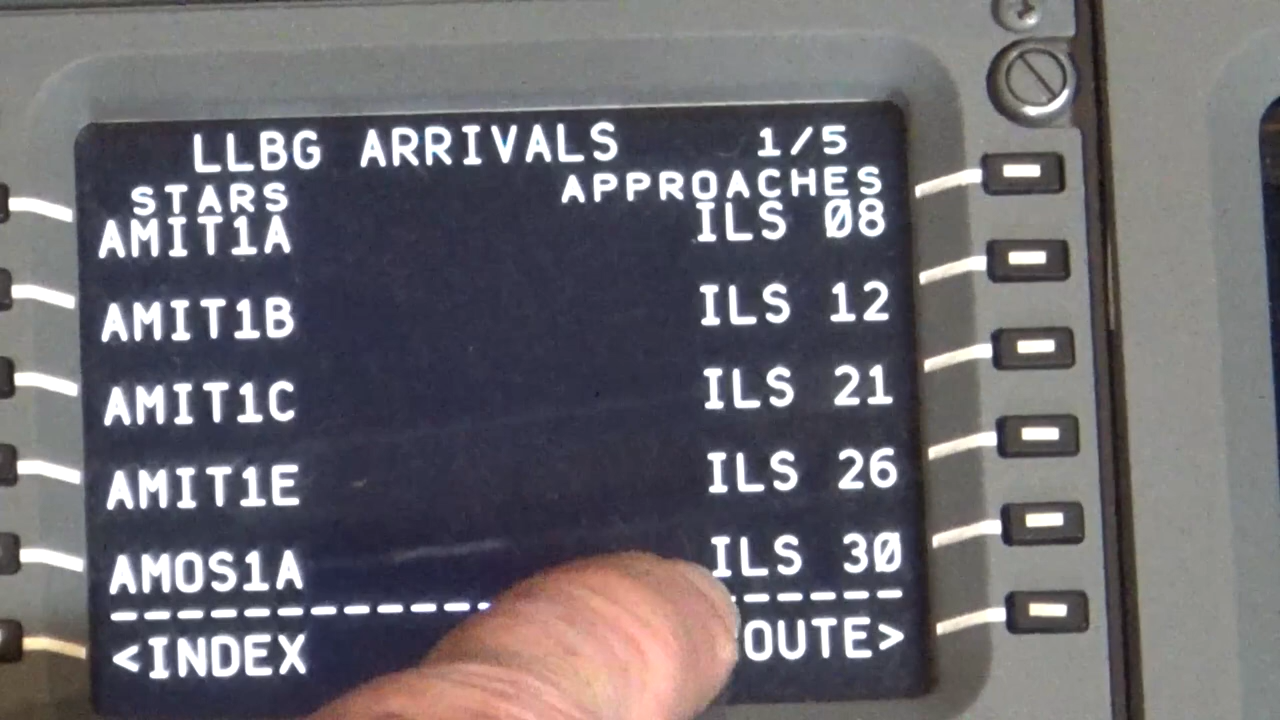 LLBG ARRIVALS 1/5
STARS APPROACHES
AMIT1A ILS 08
AMIT1B ILS 12
AMIT1C ILS 21
AMIT1E ILS 26
AMOS1A ILS 30
<INDEX OUTE>